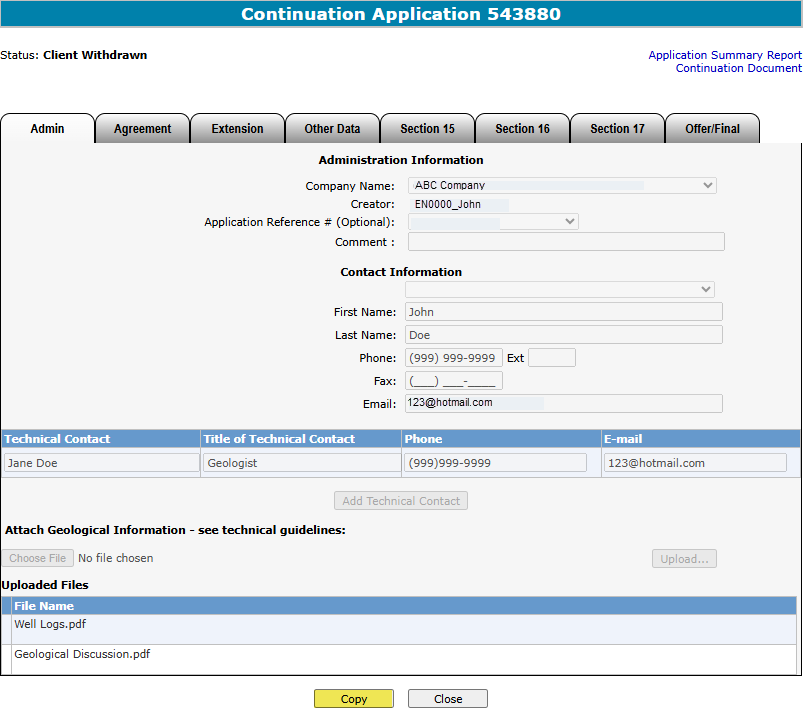 Continuation Application 543880
Status: Client Withdrawn
Application Summary Report
Continuation Document
Admin Agreement Extension Other Data Section 15 Section 16 Section 17 Offer/Final
Administration Information
Company Name: ABC Company
Creator: EN0000_John
Application Reference # (Optional):
Comment :
Contact Information
First Name: John
Last Name: Doe
Phone: (999) 999-9999 Ext
Fax: (___) ___-____
Email: 123@hotmail.com
Technical Contact Title of Technical Contact Phone E-mail
Jane Doe Geologist (999)999-9999 123@hotmail.com
Add Technical Contact
Attach Geological Information - see technical guidelines:
Choose File No file chosen Upload...
Uploaded Files
File Name
Well Logs.pdf
Geological Discussion.pdf
Copy Close